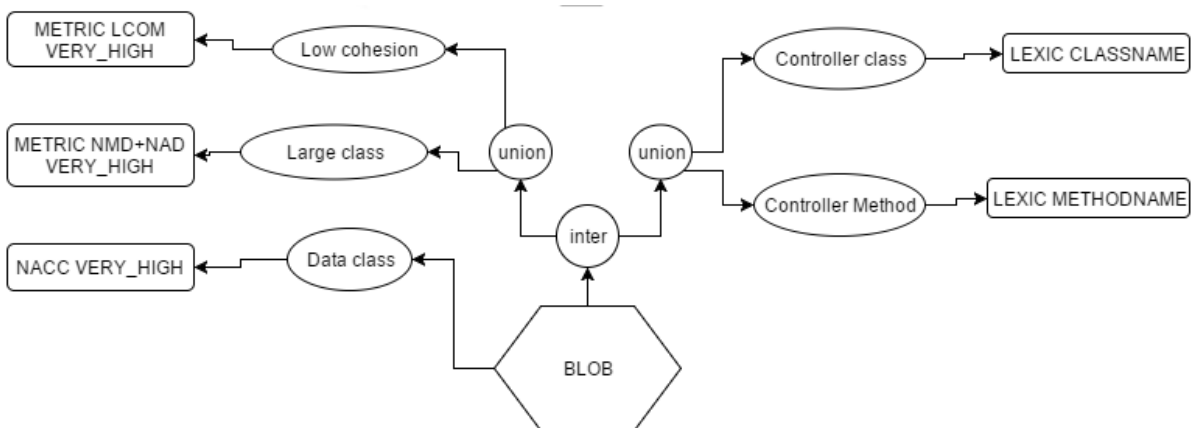 METRIC LCOM
VERY_HIGH
Low cohesion
Controller class
LEXIC CLASSNAME
METRIC NMD+NAD
VERY_HIGH
Large class
union
union
Controller Method
LEXIC METHODNAME
inter
NACC VERY_HIGH
Data class
BLOB